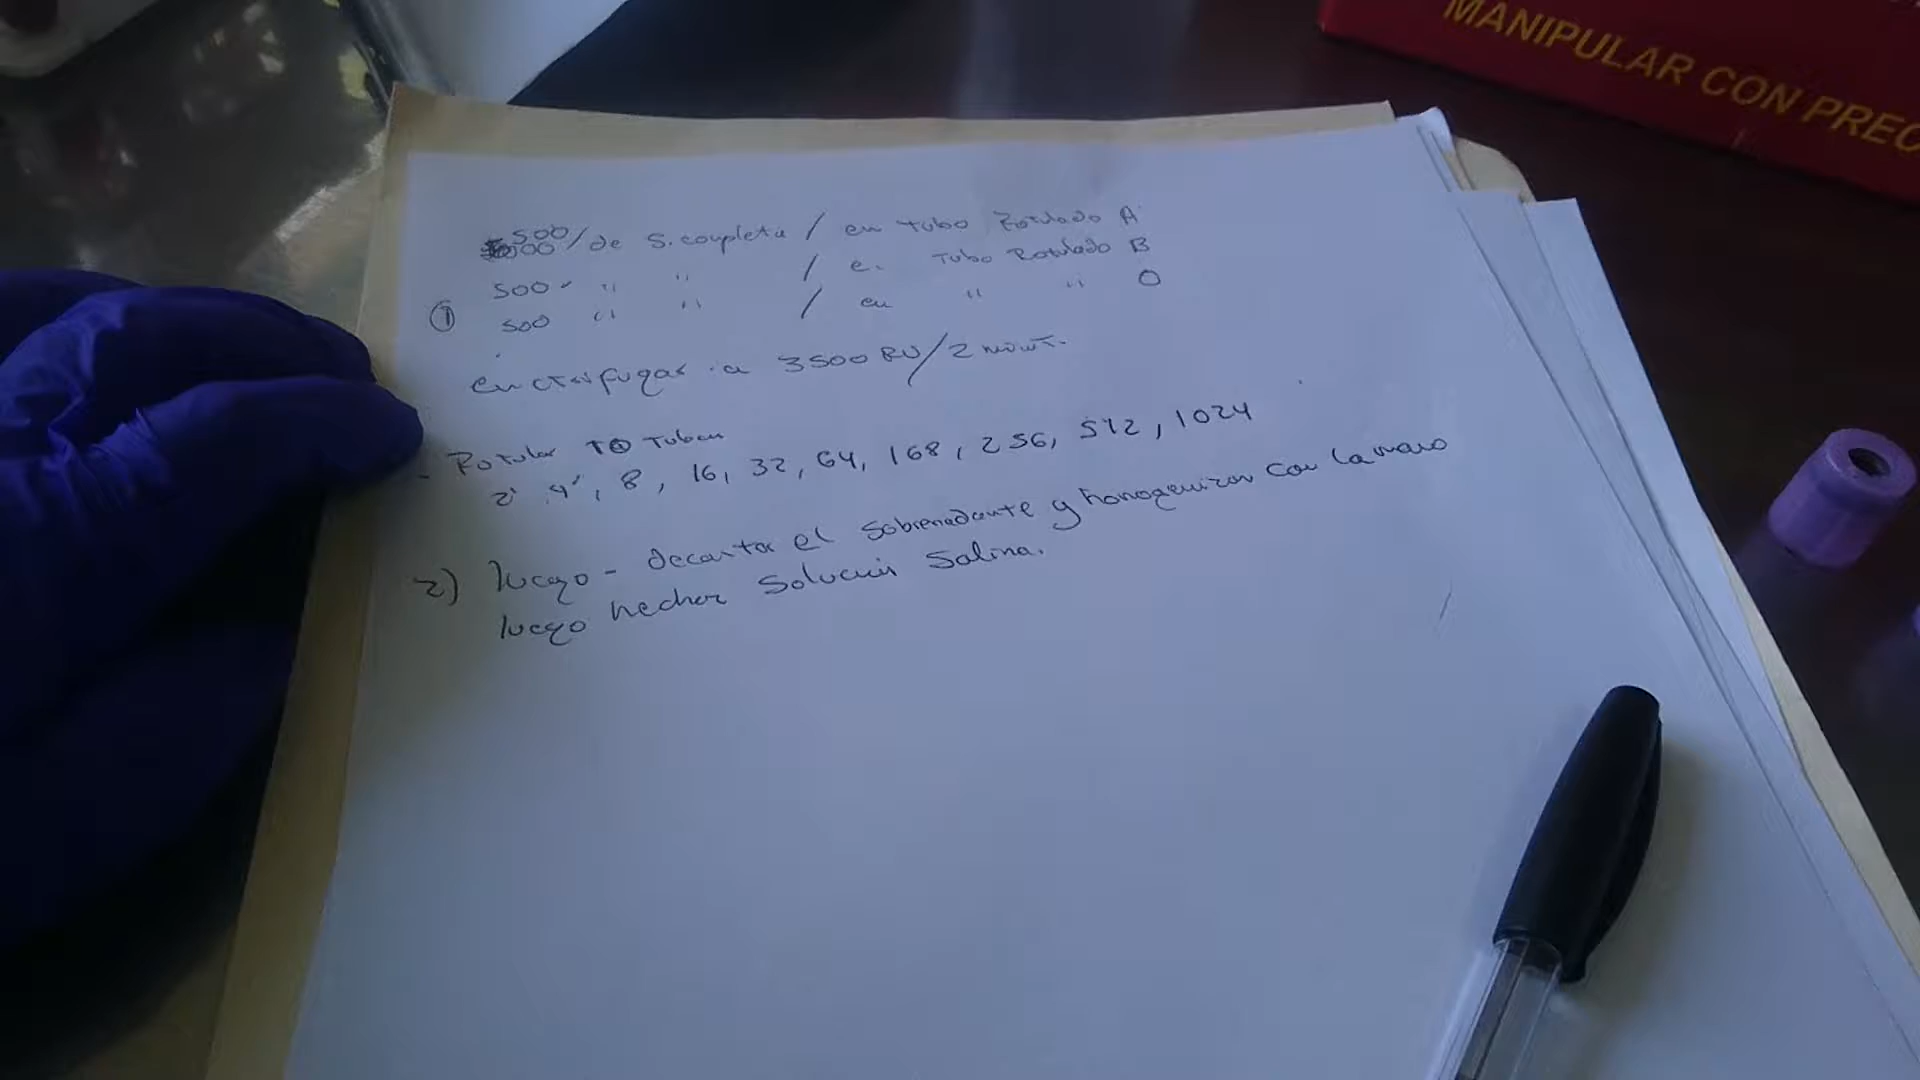 MANIPULAR CON PREC
500/de S. completa / en tubo Rotulado A
500 " " / e. Tubo Rotulado B
① 500 " " / en " " O
centrifugar a 3500 RU/2 minut.
- Rotular 10 Tubos
2, 4, 8, 16, 32, 64, 168, 256, 512, 1024
2) luego - decantar el sobrenadante y homogenizar con la mano
luego hechar solución salina.